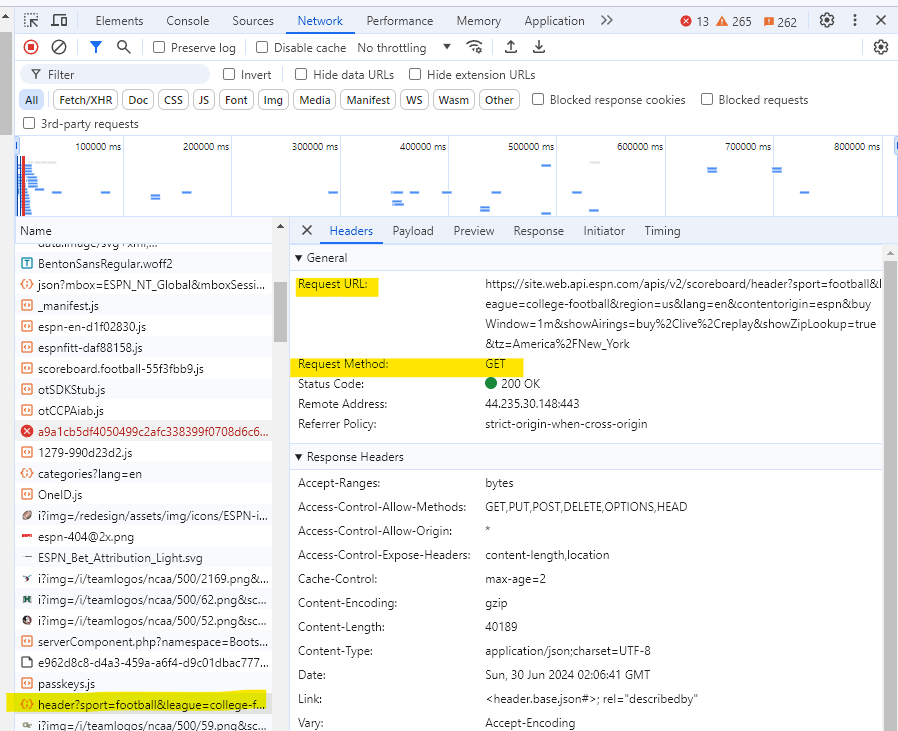 Elements Console Sources Network Performance Memory Application 13 265 262
Preserve log Disable cache No throttling
Filter Invert Hide data URLs Hide extension URLs
All Fetch/XHR Doc CSS JS Font Img Media Manifest WS Wasm Other Blocked response cookies Blocked requests
3rd-party requests
100000 ms 200000 ms 300000 ms 400000 ms 500000 ms 600000 ms 700000 ms 800000 ms
Name
data:image/svg+xml,...
BentonSansRegular.woff2
json?mbox=ESPN_NT_Global&mboxSessi...
_manifest.js
espn-en-d1f02830.js
espnfitt-daf88158.js
scoreboard.football-55f3fbb9.js
otSDKStub.js
otCCPAiab.js
a9a1cb5df4050499c2afc338399f0708d6c6...
1279-990d23d2.js
categories?lang=en
OneID.js
i?img=/redesign/assets/img/icons/ESPN-i...
espn-404@2x.png
ESPN_Bet_Attribution_Light.svg
i?img=/i/teamlogos/ncaa/500/2169.png&...
i?img=/i/teamlogos/ncaa/500/62.png&sc...
i?img=/i/teamlogos/ncaa/500/52.png&sc...
serverComponent.php?namespace=Boots...
e962d8c8-d4a3-459a-a6f4-d9c01dbac777...
passkeys.js
header?sport=football&league=college-f...
i?img=/i/teamlogos/ncaa/500/59.png&sc...
Headers Payload Preview Response Initiator Timing
General
Request URL: https://site.web.api.espn.com/apis/v2/scoreboard/header?sport=football&l
eague=college-football&region=us&lang=en&contentorigin=espn&buy
Window=1m&showAirings=buy%2Clive%2Creplay&showZipLookup=true
&tz=America%2FNew_York
Request Method: GET
Status Code: 200 OK
Remote Address: 44.235.30.148:443
Referrer Policy: strict-origin-when-cross-origin
Response Headers
Accept-Ranges: bytes
Access-Control-Allow-Methods: GET,PUT,POST,DELETE,OPTIONS,HEAD
Access-Control-Allow-Origin: *
Access-Control-Expose-Headers: content-length,location
Cache-Control: max-age=2
Content-Encoding: gzip
Content-Length: 40189
Content-Type: application/json;charset=UTF-8
Date: Sun, 30 Jun 2024 02:06:41 GMT
Link: <header.base.json#>; rel="describedby"
Vary: Accept-Encoding